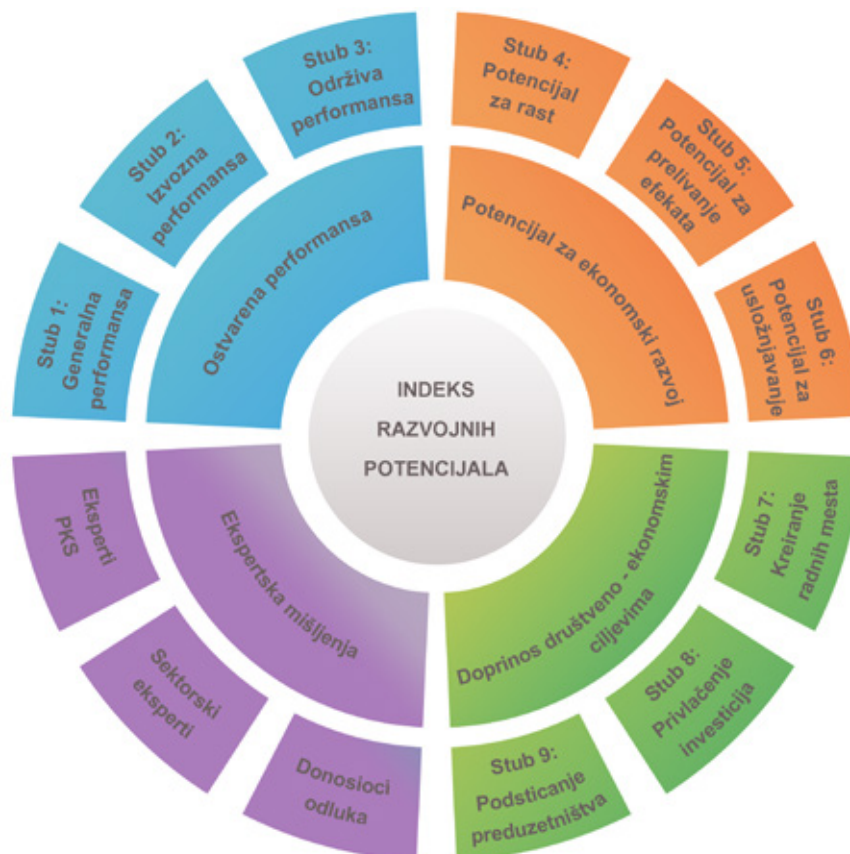 Stub 1:
Generalna
performansa
Stub 2:
Izvozna
performansa
Stub 3:
Održiva
performansa
Stub 4:
Potencijal
za rast
Stub 5:
Potencijal za
prelivanje
efekata
Stub 6:
Potencijal za
usložnjavanje
Ostvarena performansa
Potencijal za ekonomski razvoj
INDEKS
RAZVOJNIH
POTENCIJALA
Ekspertska mišljenja
Doprinos društveno - ekonomskim
ciljevima
Eksperti
PKS
Sektorski
eksperti
Donosioci
odluka
Stub 7:
Kreiranje
radnih mesta
Stub 8:
Privlačenje
investicija
Stub 9:
Podsticanje
preduzetništva